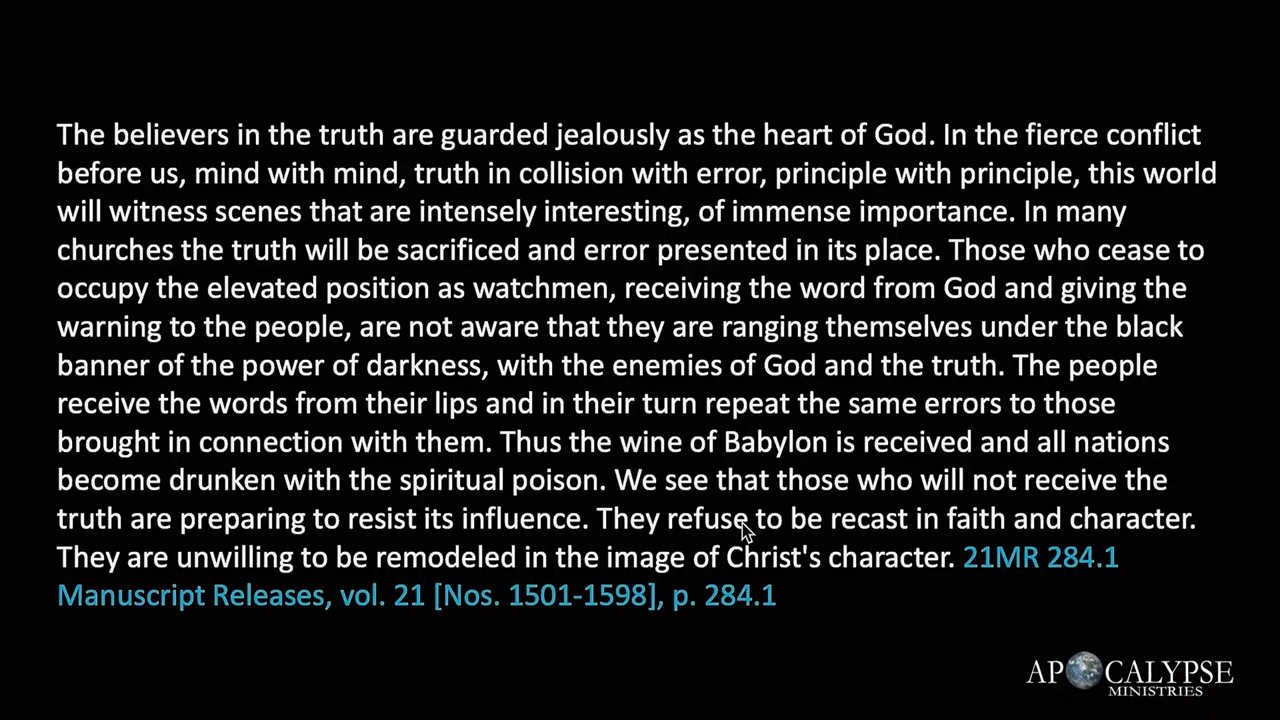 The believers in the truth are guarded jealously as the heart of God. In the fierce conflict
before us, mind with mind, truth in collision with error, principle with principle, this world
will witness scenes that are intensely interesting, of immense importance. In many
churches the truth will be sacrificed and error presented in its place. Those who cease to
occupy the elevated position as watchmen, receiving the word from God and giving the
warning to the people, are not aware that they are ranging themselves under the black
banner of the power of darkness, with the enemies of God and the truth. The people
receive the words from their lips and in their turn repeat the same errors to those
brought in connection with them. Thus the wine of Babylon is received and all nations
become drunken with the spiritual poison. We see that those who will not receive the
truth are preparing to resist its influence. They refuse to be recast in faith and character.
They are unwilling to be remodeled in the image of Christ's character. 21MR 284.1
Manuscript Releases, vol. 21 [Nos. 1501-1598], p. 284.1
APOCALYPSE
MINISTRIES